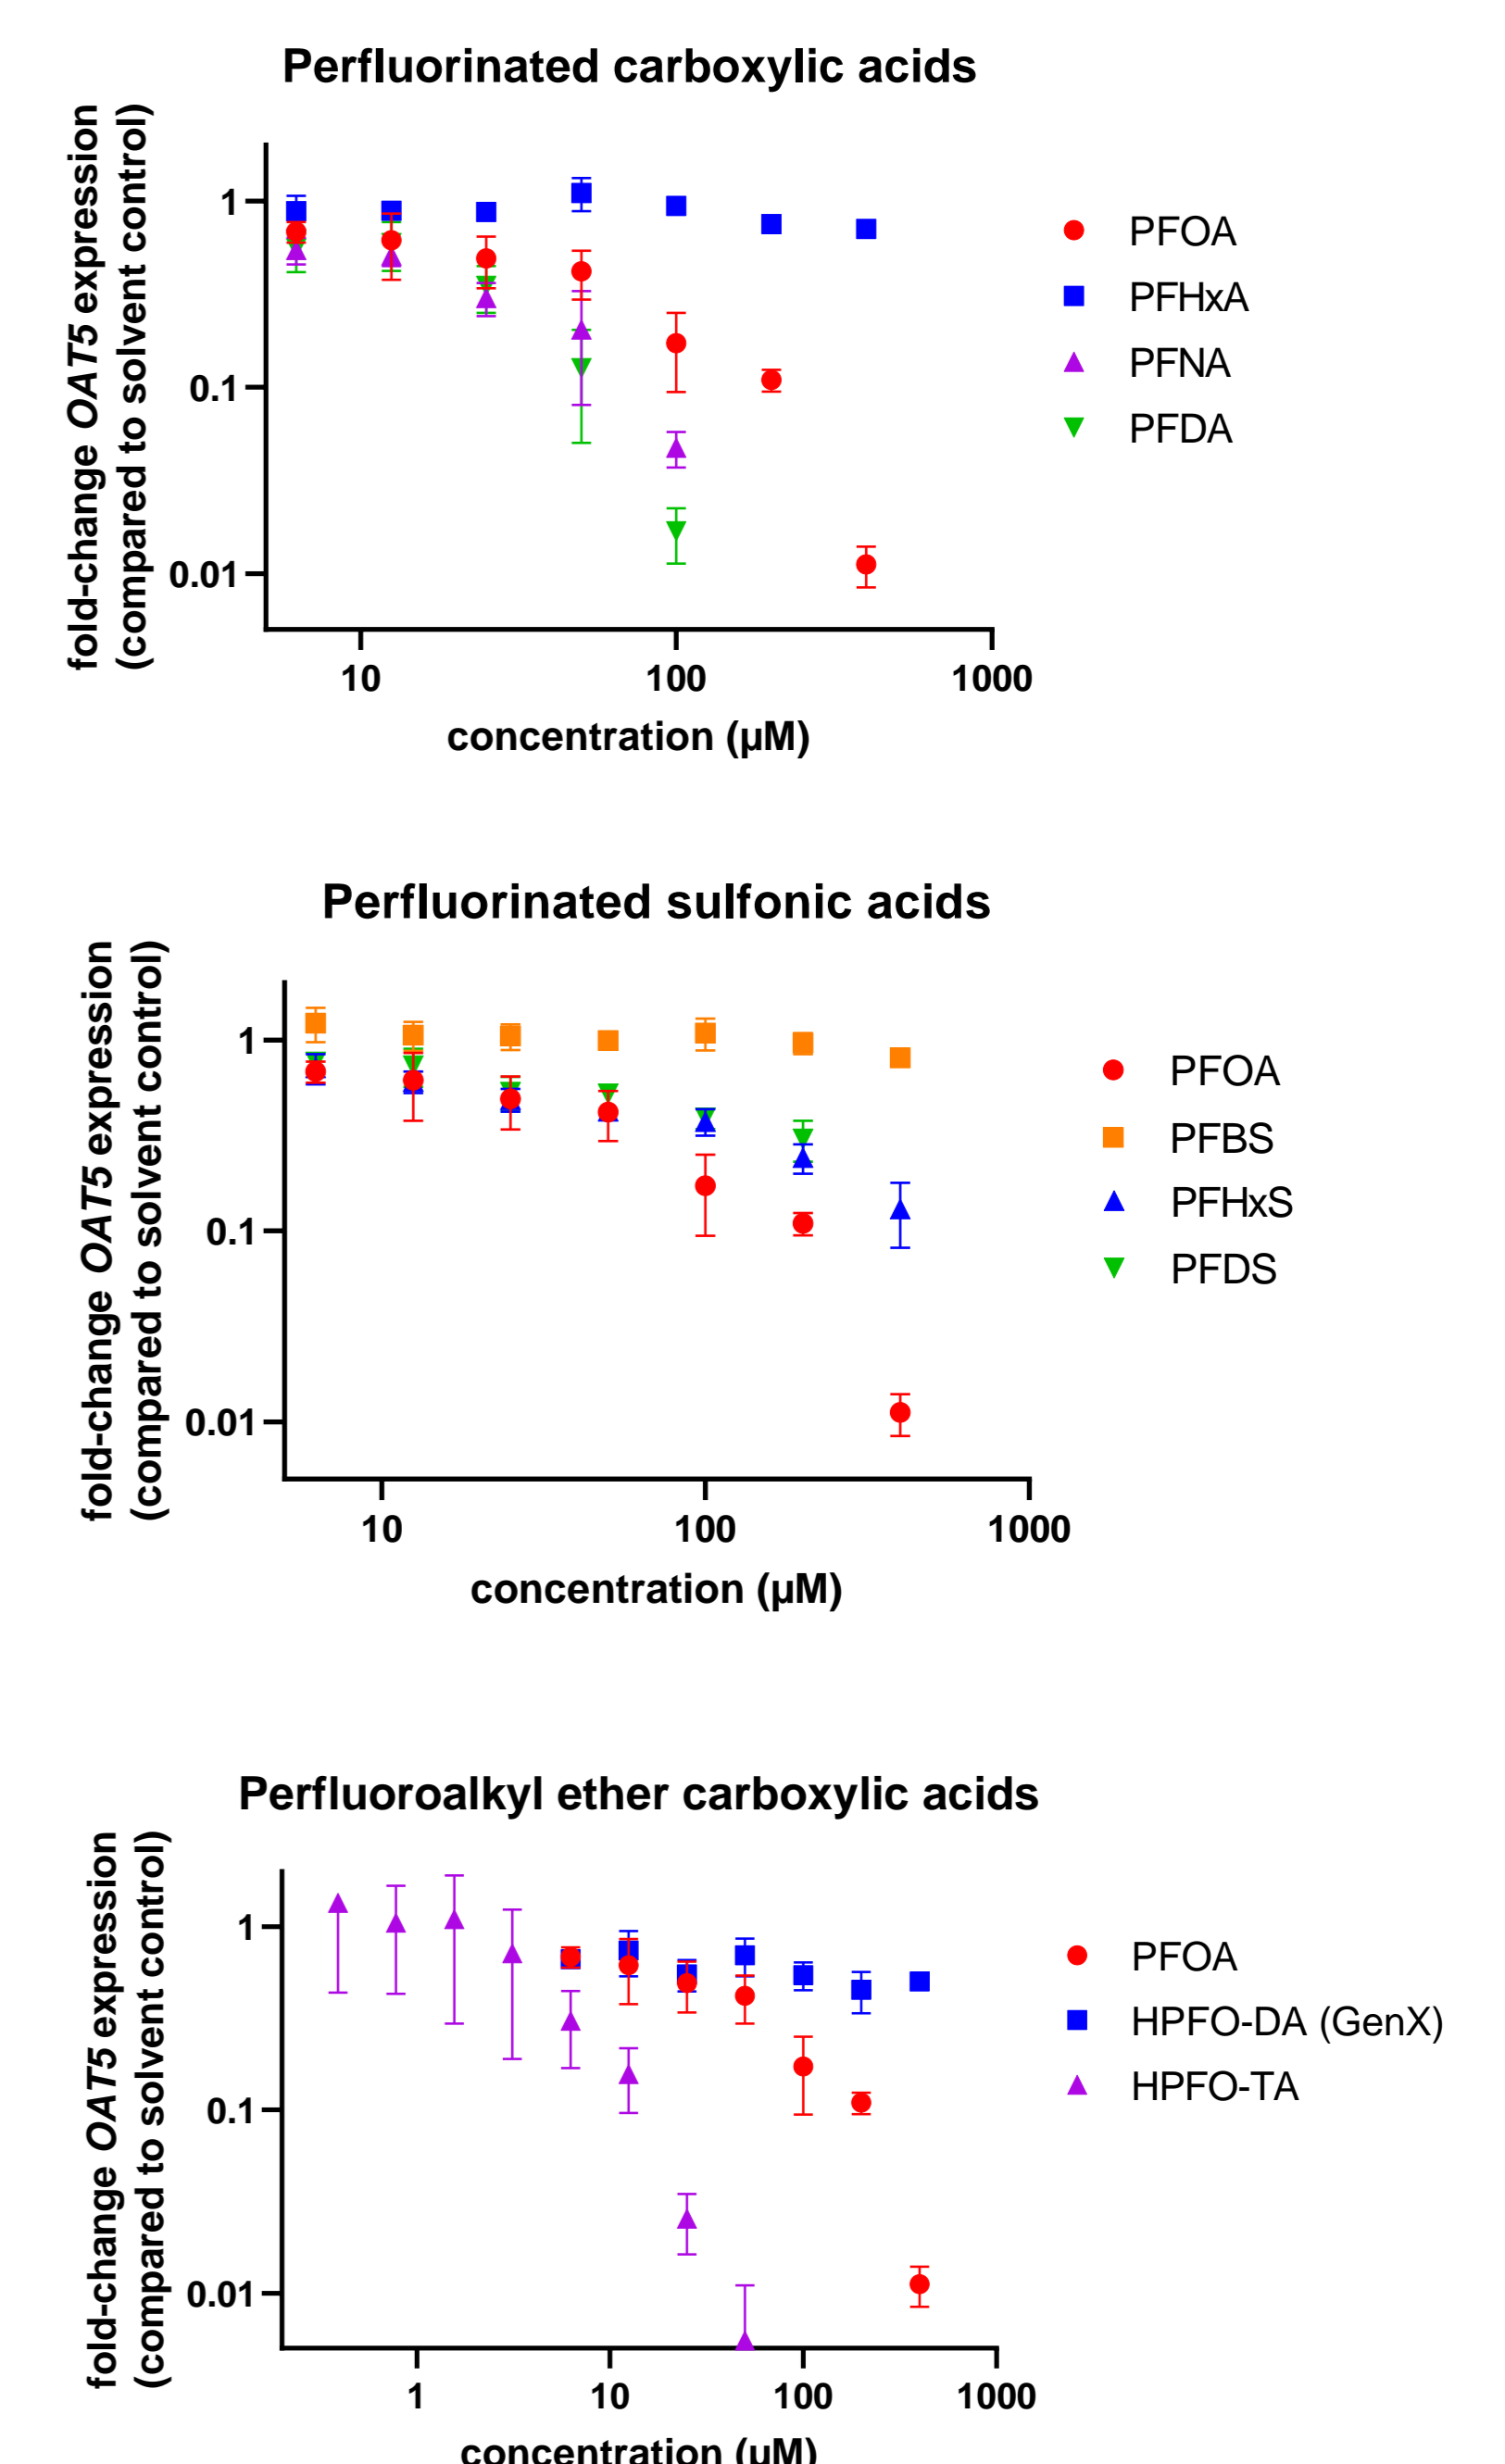 Perfluorinated carboxylic acids
fold-change OAT5 expression
(compared to solvent control)
1
0.1
0.01
10 100 1000
concentration (µM)
PFOA
PFHxA
PFNA
PFDA
Perfluorinated sulfonic acids
fold-change OAT5 expression
(compared to solvent control)
1
0.1
0.01
10 100 1000
concentration (µM)
PFOA
PFBS
PFHxS
PFDS
Perfluoroalkyl ether carboxylic acids
fold-change OAT5 expression
(compared to solvent control)
1
0.1
0.01
1 10 100 1000
concentration (µM)
PFOA
HPFO-DA (GenX)
HPFO-TA